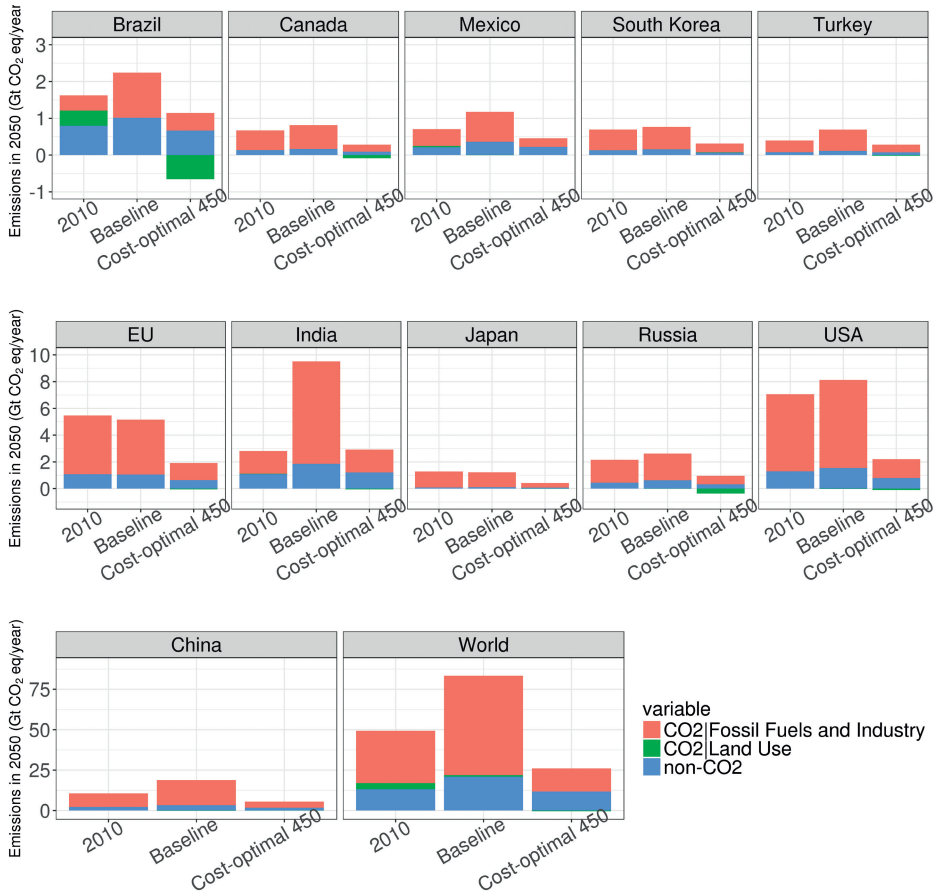 Brazil Canada Mexico South Korea Turkey
Emissions in 2050 (Gt CO2 eq/year)
3
2
1
0
-1
2010 Baseline Cost-optimal 450 2010 Baseline Cost-optimal 450 2010 Baseline Cost-optimal 450 2010 Baseline Cost-optimal 450 2010 Baseline Cost-optimal 450
EU India Japan Russia USA
Emissions in 2050 (Gt CO2 eq/year)
10
8
6
4
2
0
2010 Baseline Cost-optimal 450 2010 Baseline Cost-optimal 450 2010 Baseline Cost-optimal 450 2010 Baseline Cost-optimal 450 2010 Baseline Cost-optimal 450
China World
Emissions in 2050 (Gt CO2 eq/year)
75
50
25
0
2010 Baseline Cost-optimal 450 2010 Baseline Cost-optimal 450
variable
CO2|Fossil Fuels and Industry
CO2|Land Use
non-CO2